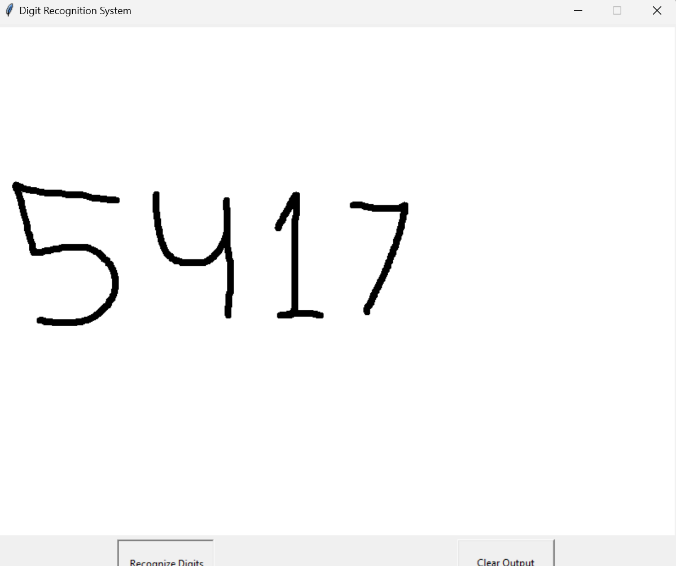 Digit Recognition System
5417
Recognize Digits
Clear Output